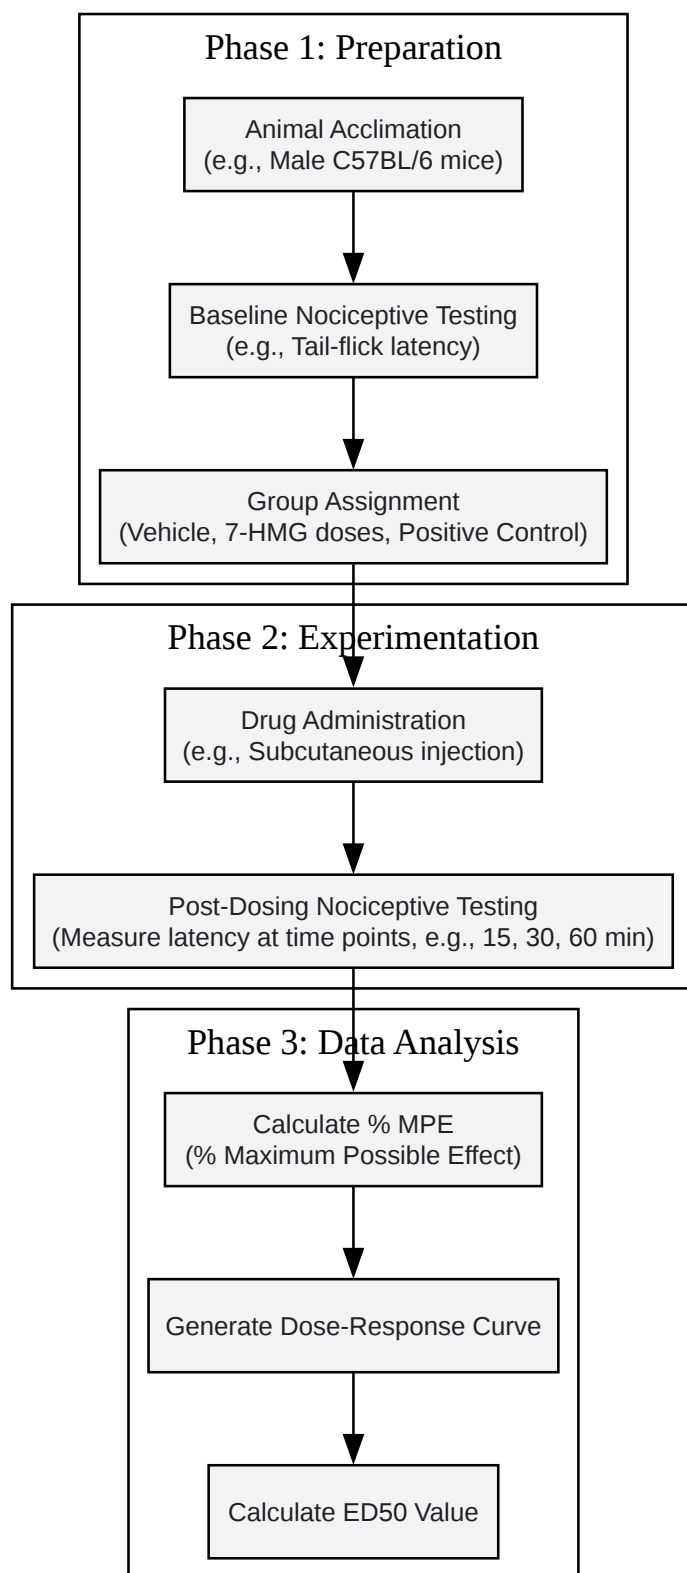 Phase 1: Preparation
Animal Acclimation
(e.g., Male C57BL/6 mice)
Baseline Nociceptive Testing
(e.g., Tail-flick latency)
Group Assignment
(Vehicle, 7-HMG doses, Positive Control)
Phase 2: Experimentation
Drug Administration
(e.g., Subcutaneous injection)
Post-Dosing Nociceptive Testing
(Measure latency at time points, e.g., 15, 30, 60 min)
Phase 3: Data Analysis
Calculate % MPE
(% Maximum Possible Effect)
Generate Dose-Response Curve
Calculate ED50 Value